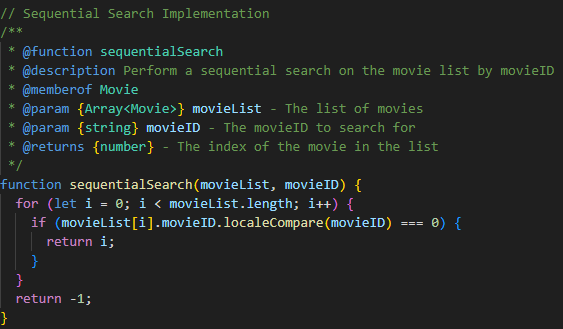 // Sequential Search Implementation
/**
 * @function sequentialSearch
 * @description Perform a sequential search on the movie list by movieID
 * @memberof Movie
 * @param {Array<Movie>} movieList - The list of movies
 * @param {string} movieID - The movieID to search for
 * @returns {number} - The index of the movie in the list
 */
function sequentialSearch(movieList, movieID) {
  for (let i = 0; i < movieList.length; i++) {
    if (movieList[i].movieID.localeCompare(movieID) === 0) {
      return i;
    }
  }
  return -1;
}